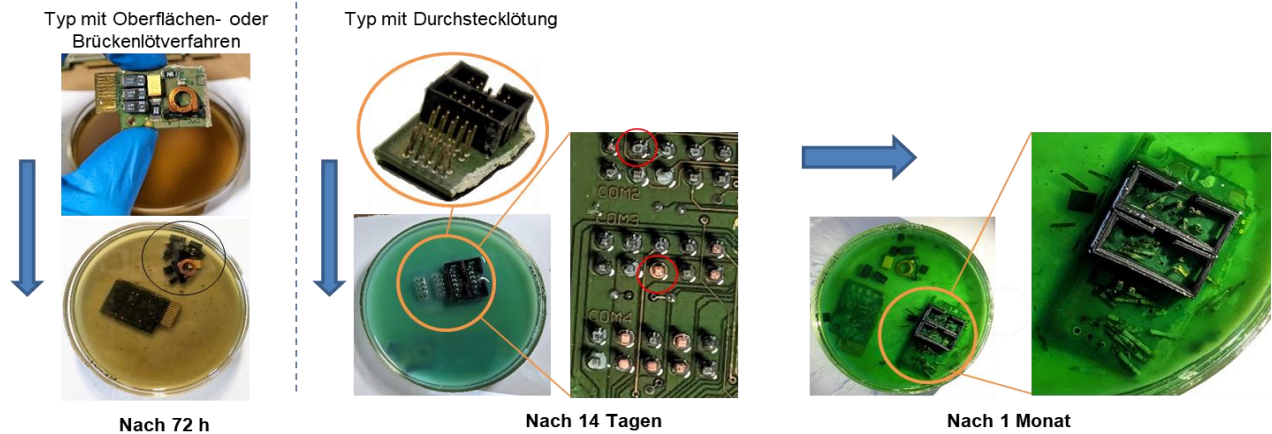 Typ mit Oberflächen- oder
Brückenlötverfahren
Typ mit Durchstecklötung
COM2
COM3
COM4
Nach 72 h
Nach 14 Tagen
Nach 1 Monat